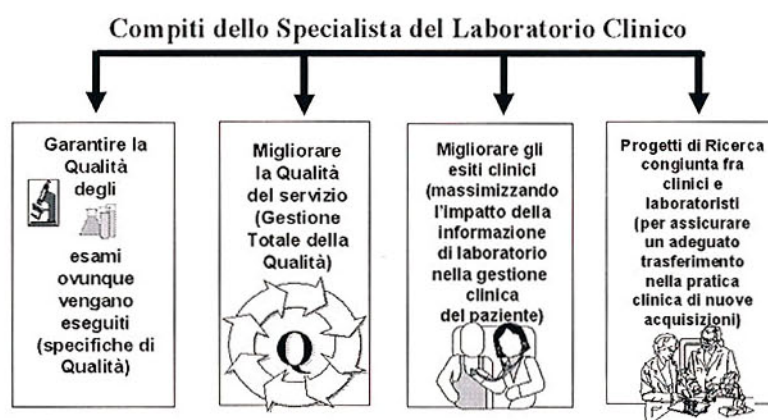 Compiti dello Specialista del Laboratorio Clinico
Garantire la
Qualità
degli
esami
ovunque
vengano
eseguiti
(specifiche di
Qualità)
Migliorare
la Qualità
del servizio
(Gestione
Totale della
Qualità)
Q
Migliorare gli
esiti clinici
(massimizzando
l'impatto della
informazione
di laboratorio
nella gestione
clinica
del paziente)
Progetti di Ricerca
congiunta fra
clinici e
laboratoristi
(per assicurare
un adeguato
trasferimento
nella pratica
clinica di nuove
acquisizioni)